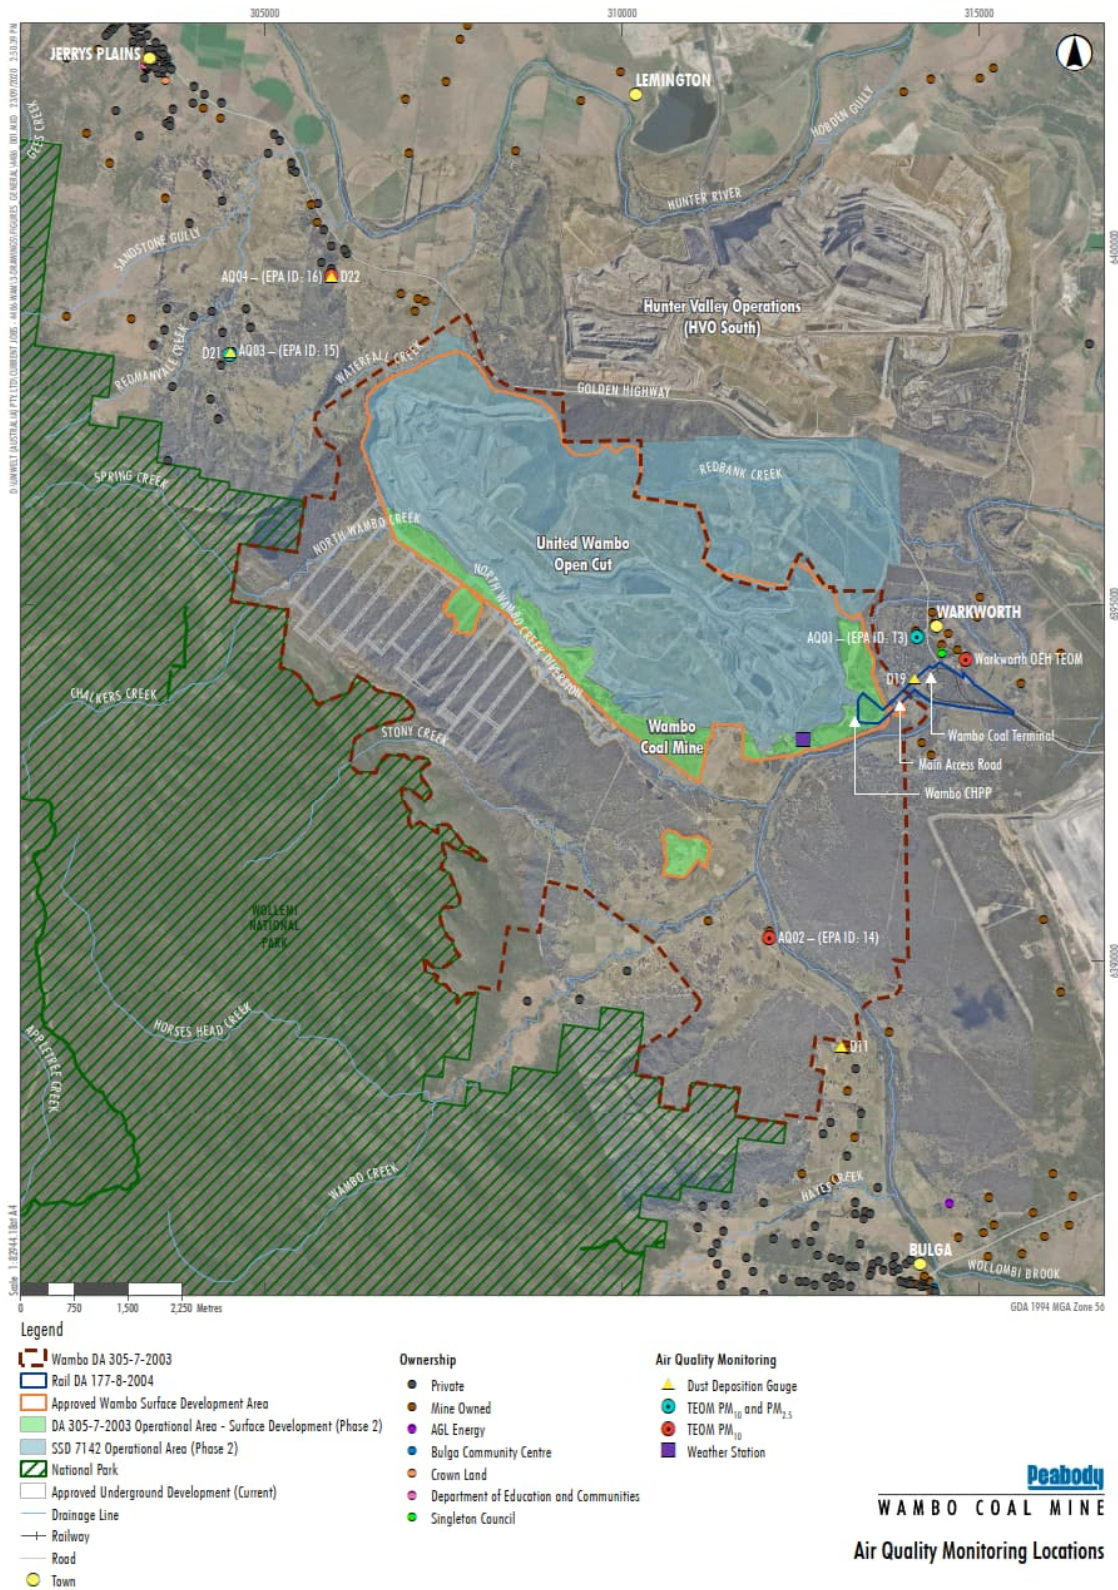 305000
310000
315000
JERRYS PLAINS
LEMINGTON
GEES CREEK
HOBDEN GULLY
HUNTER RIVER
SANDSTONE GULLY
6400000
AQ04 – (EPA ID: 16)
D22
Hunter Valley Operations
(HVO South)
D21
AQ03 – (EPA ID: 15)
REDMANVALE CREEK
WATERFALL CREEK
GOLDEN HIGHWAY
REDBANK CREEK
SPRING CREEK
NORTH WAMBO CREEK
United Wambo
Open Cut
NORTH WAMBO CREEK DIVERSION
6395000
WARKWORTH
AQ01 – (EPA ID: 13)
Warkworth OEH TEOM
D19
CHALKERS CREEK
STONY CREEK
Wambo
Coal Mine
Wambo Coal Terminal
Main Access Road
Wambo CHPP
WOLLEMI
NATIONAL
PARK
AQ02 – (EPA ID: 14)
6390000
HORSES HEAD CREEK
APPLETREE CREEK
D11
WAMBO CREEK
HAYES CREEK
BULGA
WOLLOMBI BROOK
0 750 1,500 2,250 Metres
GDA 1994 MGA Zone 56
Legend
Wambo DA 305-7-2003
Rail DA 177-8-2004
Approved Wambo Surface Development Area
DA 305-7-2003 Operational Area - Surface Development (Phase 2)
SSD 7142 Operational Area (Phase 2)
National Park
Approved Underground Development (Current)
Drainage Line
Railway
Road
Town
Ownership
Private
Mine Owned
AGL Energy
Bulga Community Centre
Crown Land
Department of Education and Communities
Singleton Council
Air Quality Monitoring
Dust Deposition Gauge
TEOM PM10 and PM2.5
TEOM PM10
Weather Station
Peabody
WAMBO COAL MINE
Air Quality Monitoring Locations